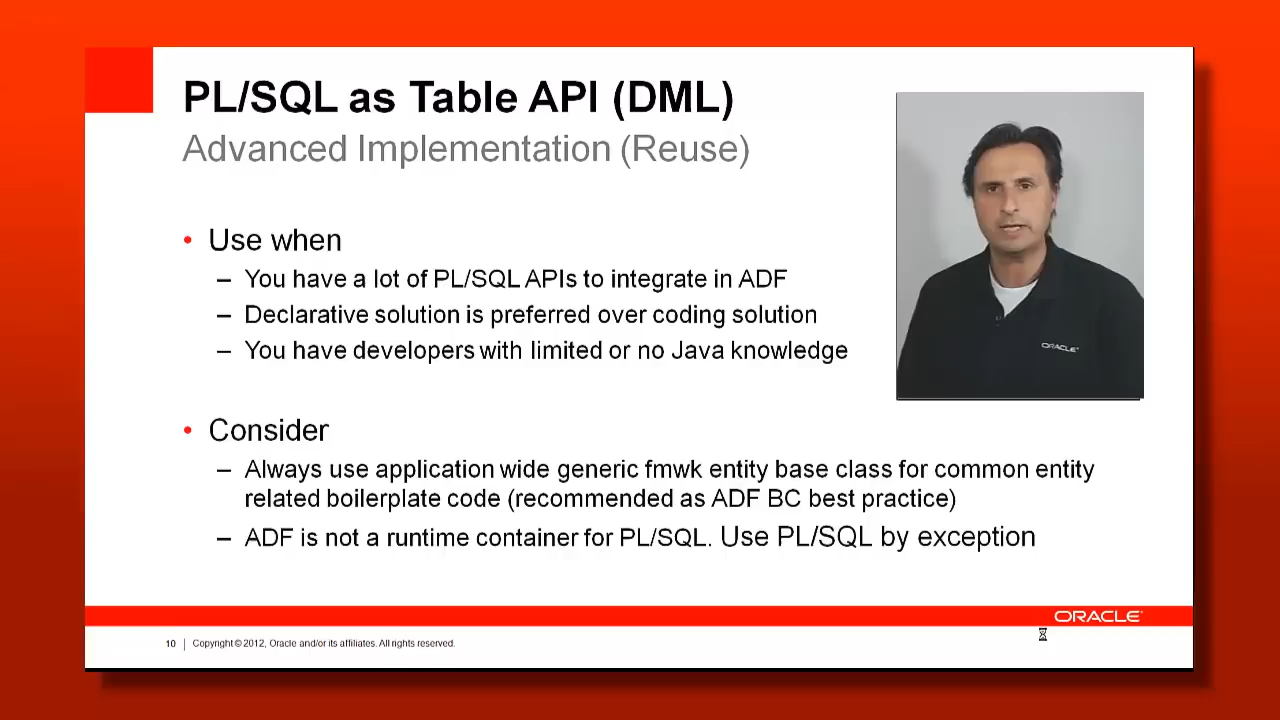 PL/SQL as Table API (DML)
Advanced Implementation (Reuse)
• Use when
– You have a lot of PL/SQL APIs to integrate in ADF
– Declarative solution is preferred over coding solution
– You have developers with limited or no Java knowledge
ORACLE
• Consider
– Always use application wide generic fmwk entity base class for common entity
related boilerplate code (recommended as ADF BC best practice)
– ADF is not a runtime container for PL/SQL. Use PL/SQL by exception
ORACLE
10 | Copyright © 2012, Oracle and/or its affiliates. All rights reserved.